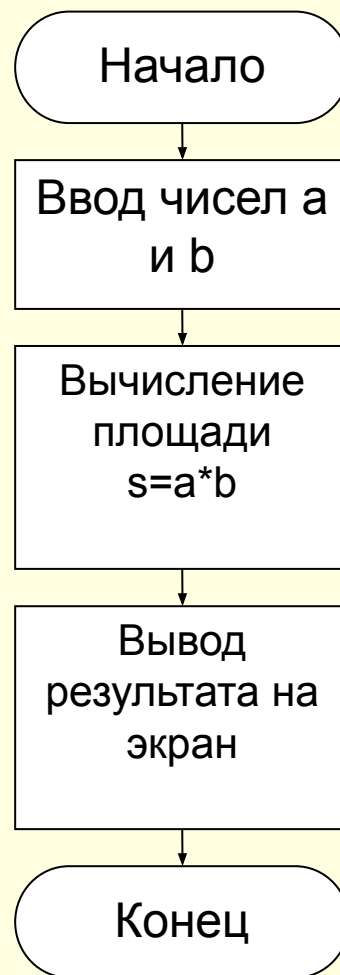 Начало
Ввод чисел a
и b
Вычисление
площади
s=a*b
Вывод
результата на
экран
Конец